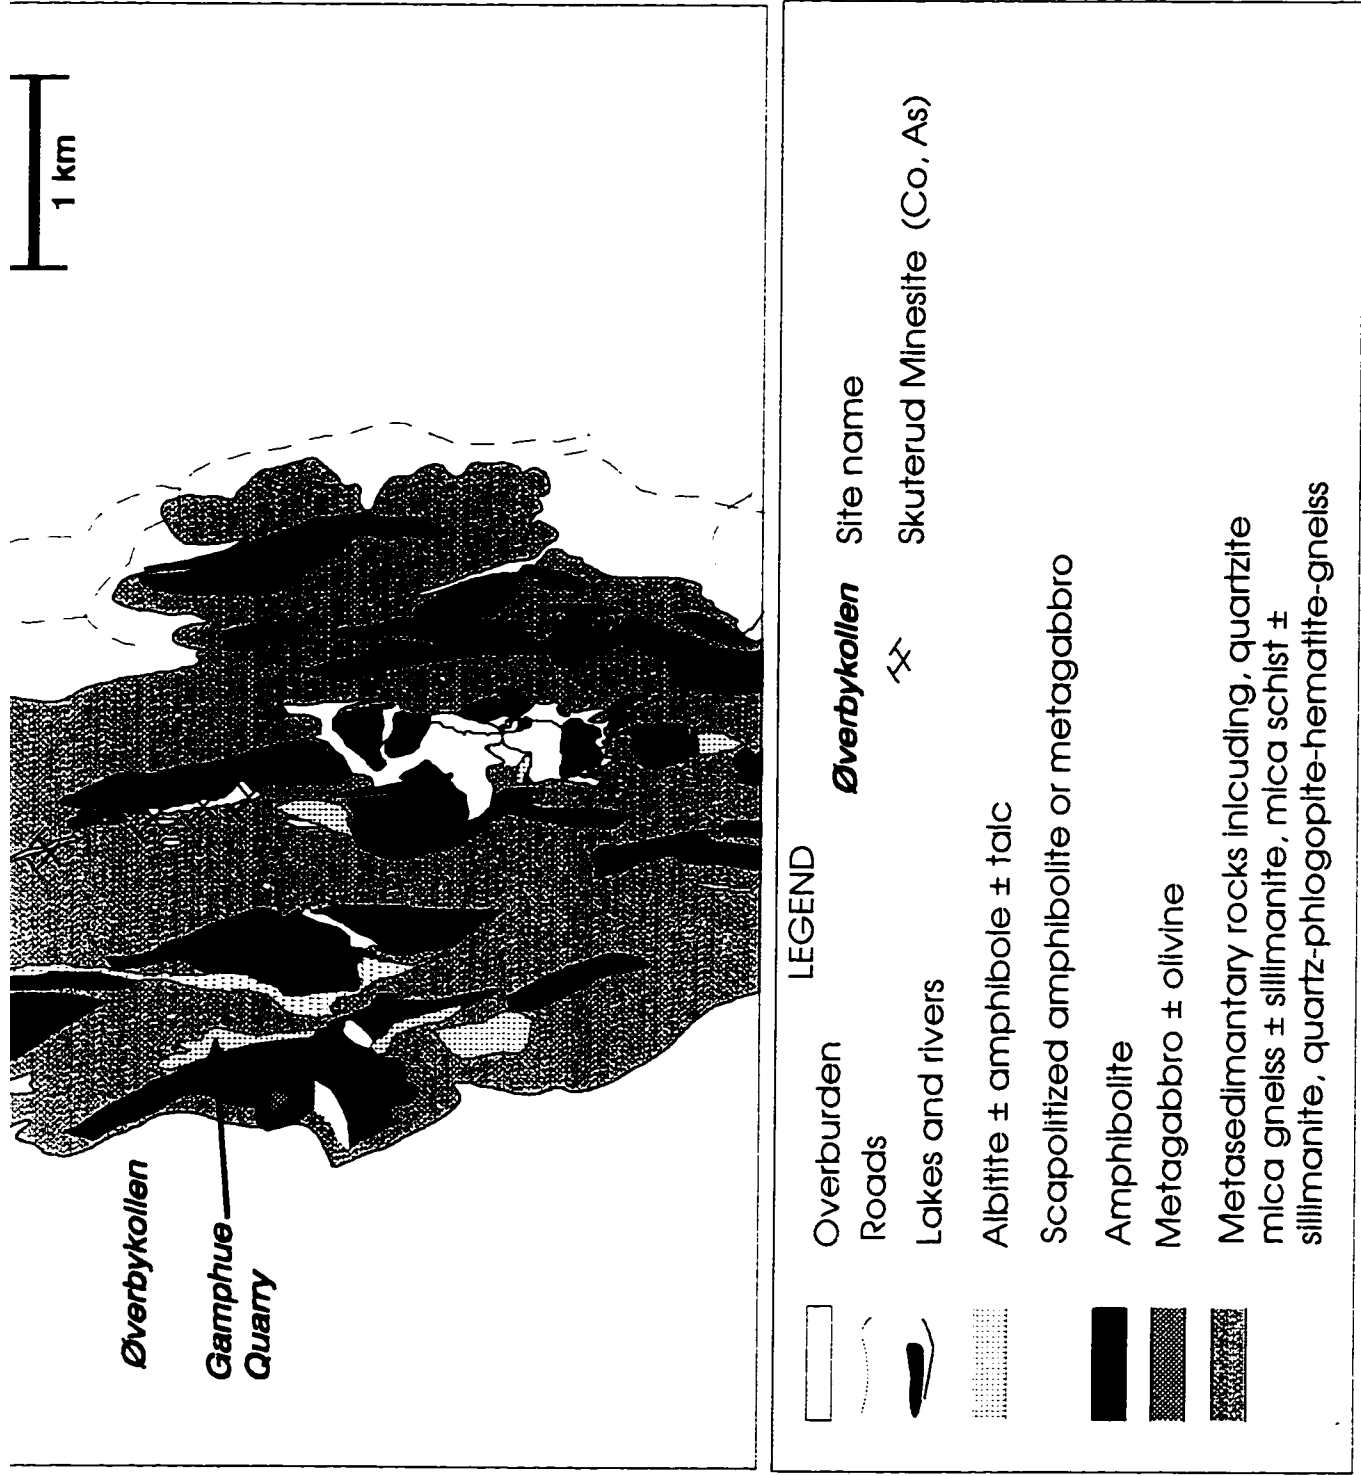 1 km
Øverbykollen
Gamphue
Quarry
LEGEND
Overburden
Roads
Lakes and rivers
Albitite ± amphibole ± talc
Scapolitized amphibolite or metagabbro
Amphibolite
Metagabbro ± olivine
Metasedimantary rocks inlcuding, quartzite
mica gneiss ± sillimanite, mica schist ±
sillimanite, quartz-phlogopite-hematite-gneiss
Øverbykollen Site name
Skuterud Minesite (Co, As)